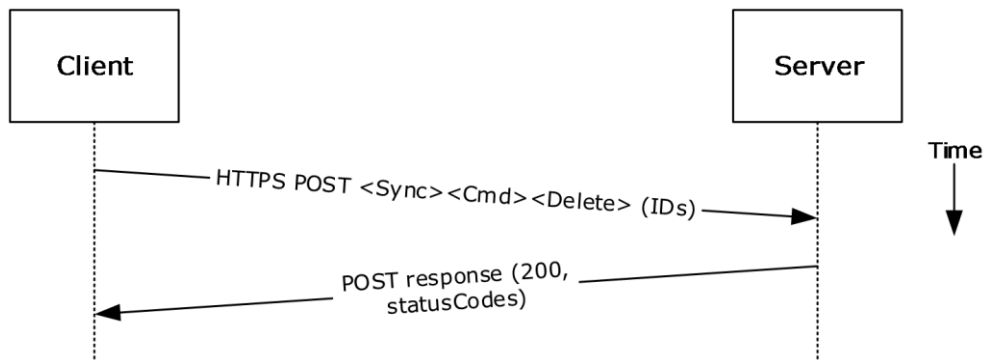 Client
Server
Time
HTTPS POST <Sync><Cmd><Delete> (IDs)
POST response (200,
statusCodes)